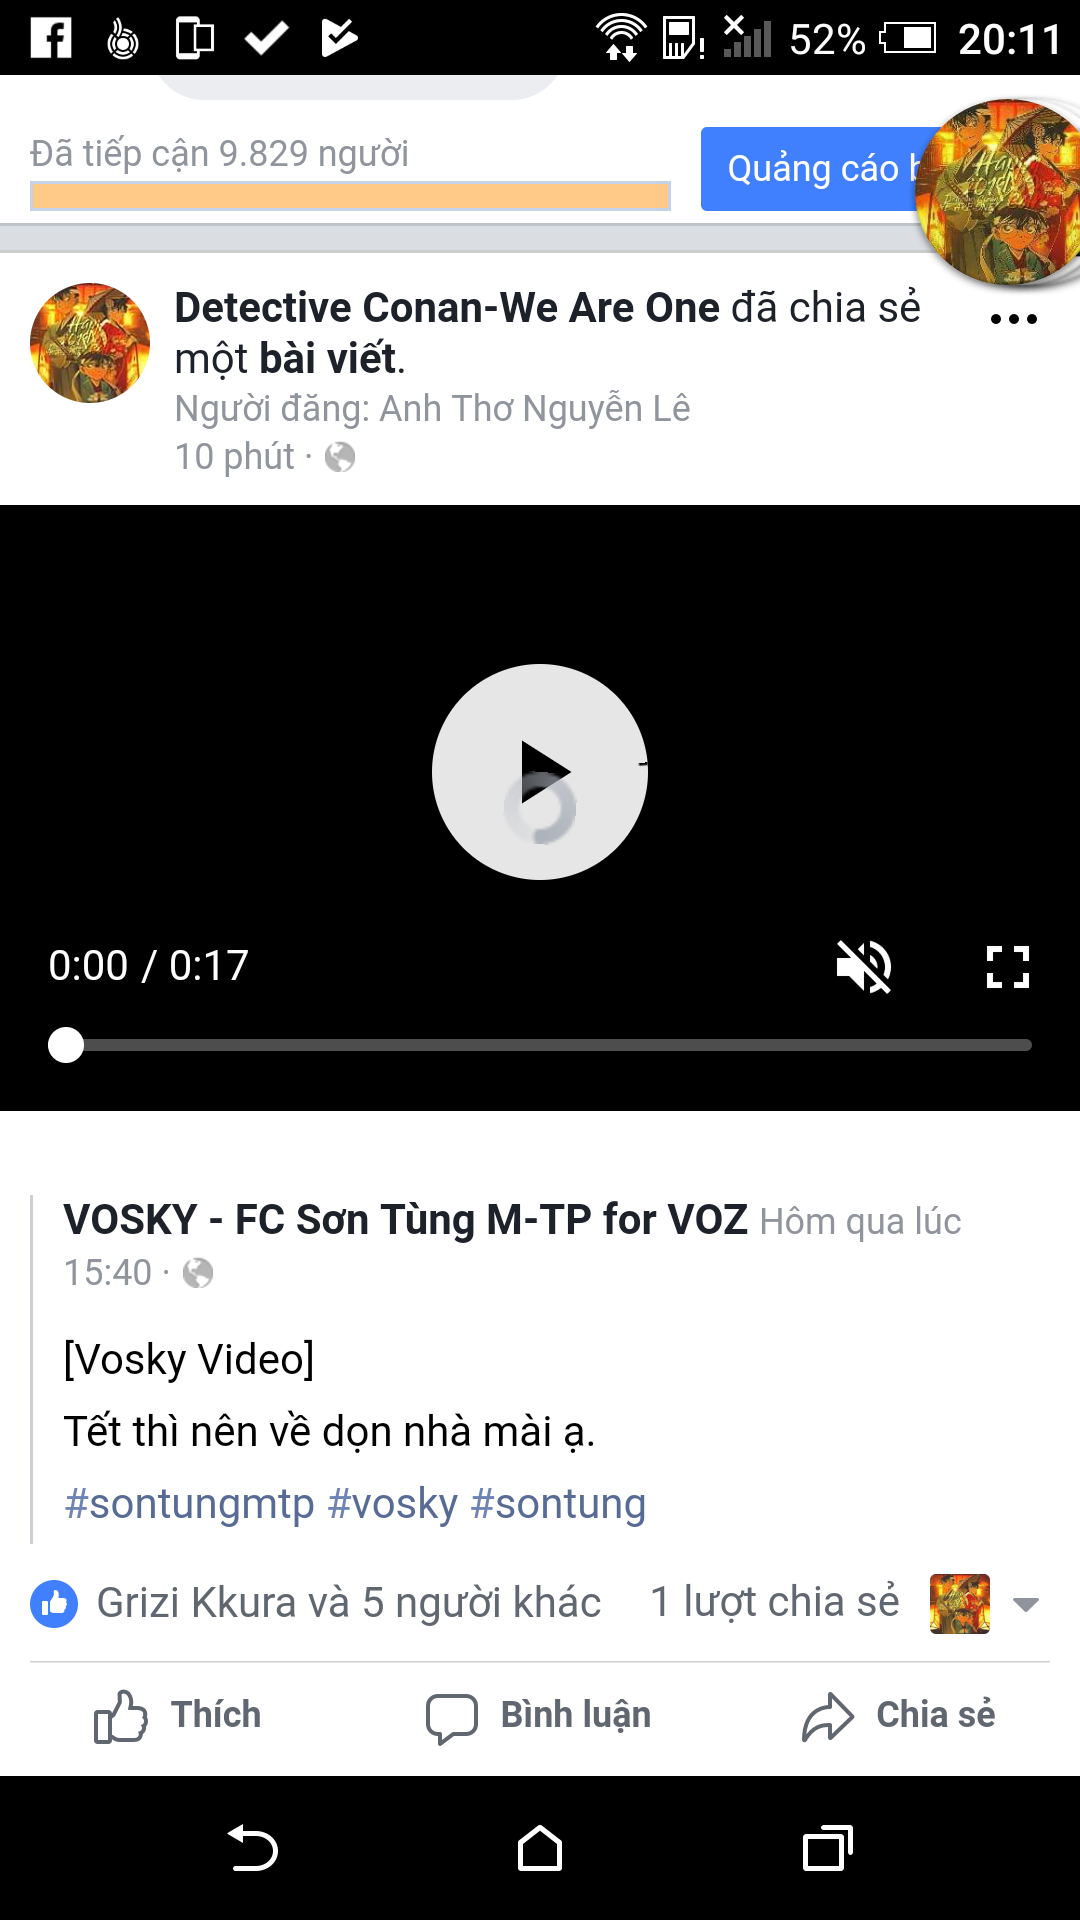 52% 20:11
Đã tiếp cận 9.829 người
Quảng cáo
Detective Conan-We Are One đã chia sẻ
một bài viết.
Người đăng: Anh Thơ Nguyễn Lê
10 phút ·
0:00 / 0:17
VOSKY - FC Sơn Tùng M-TP for VOZ Hôm qua lúc
15:40 ·
[Vosky Video]
Tết thì nên về dọn nhà mài ạ.
#sontungmtp #vosky #sontung
Grizi Kkura và 5 người khác 1 lượt chia sẻ
Thích Bình luận Chia sẻ